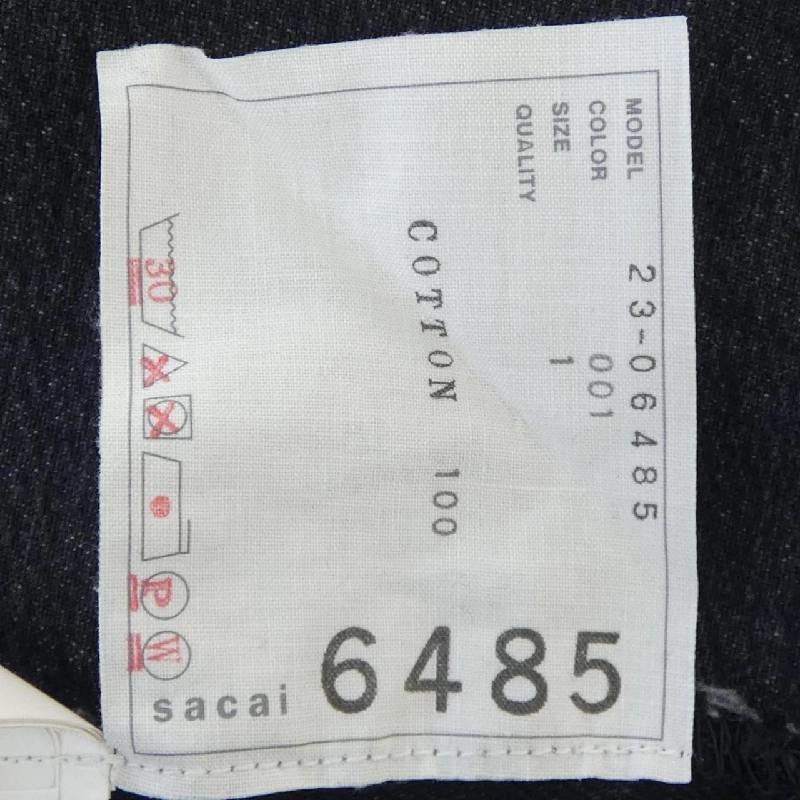 MODEL 23-06485
COLOR 001
SIZE 1
QUALITY
COTTON 100
30
P
W
sacai 6485